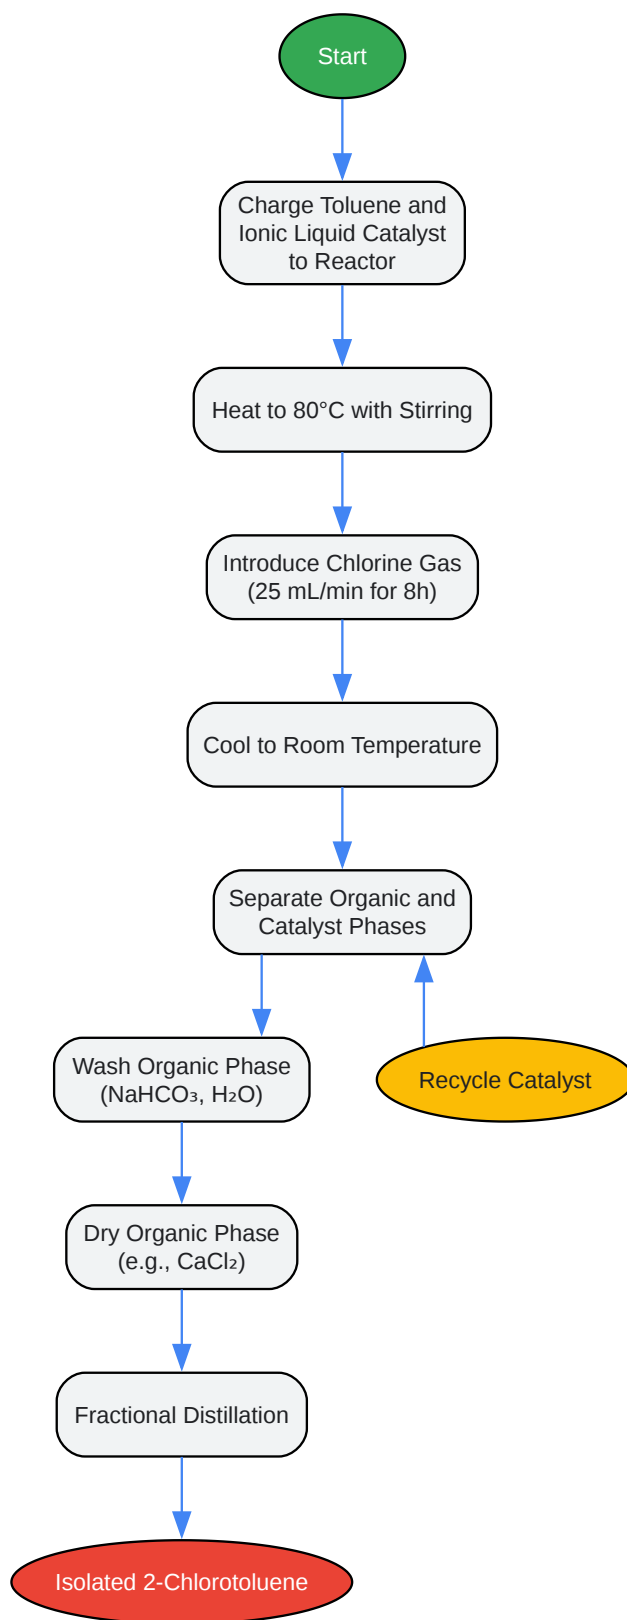 Start
Charge Toluene and
Ionic Liquid Catalyst
to Reactor
Heat to 80°C with Stirring
Introduce Chlorine Gas
(25 mL/min for 8h)
Cool to Room Temperature
Separate Organic and
Catalyst Phases
Wash Organic Phase
(NaHCO₃, H₂O)
Recycle Catalyst
Dry Organic Phase
(e.g., CaCl₂)
Fractional Distillation
Isolated 2-Chlorotoluene